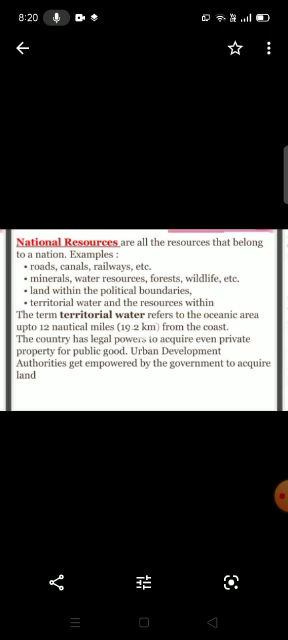 8:20
National Resources are all the resources that belong
to a nation. Examples :
• roads, canals, railways, etc.
• minerals, water resources, forests, wildlife, etc.
• land within the political boundaries,
• territorial water and the resources within
The term territorial water refers to the oceanic area
upto 12 nautical miles (19.2 km) from the coast.
The country has legal powers to acquire even private
property for public good. Urban Development
Authorities get empowered by the government to acquire
land